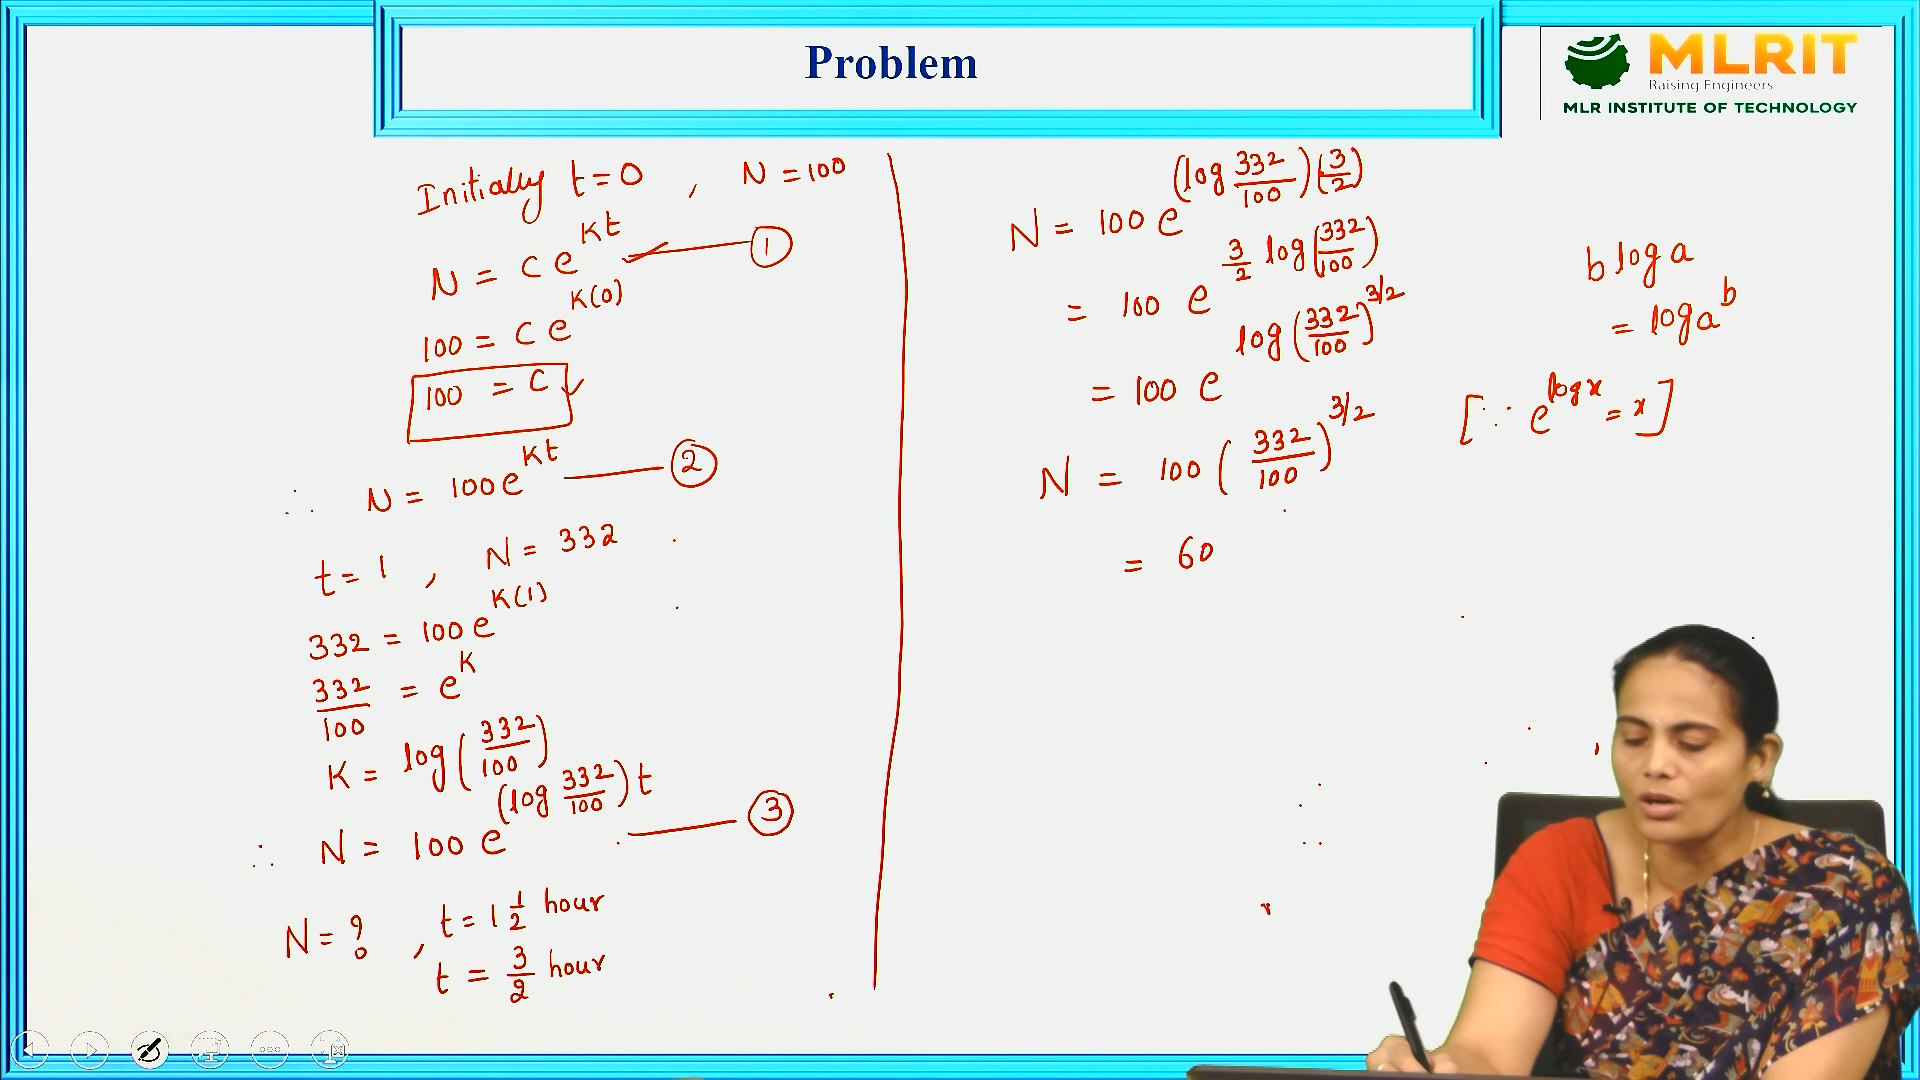 Problem
MLRIT
Raising Engineers
MLR INSTITUTE OF TECHNOLOGY
Initially t=0 , N=100
N = C e^{Kt} ①
100 = C e^{K(0)}
100 = C
∴ N = 100 e^{Kt} ②
t=1 , N = 332
332 = 100 e^{K(1)}
332/100 = e^{K}
K = log(332/100)
∴ N = 100 e^{(log 332/100)t} ③
N = ? , t = 1 1/2 hour
t = 3/2 hour
N = 100 e^{(log 332/100)(3/2)}
= 100 e^{3/2 log(332/100)}
= 100 e^{log(332/100)^{3/2}}
N = 100 (332/100)^{3/2}
= 60
b log a
= log a^b
[∵ e^{log x} = x]